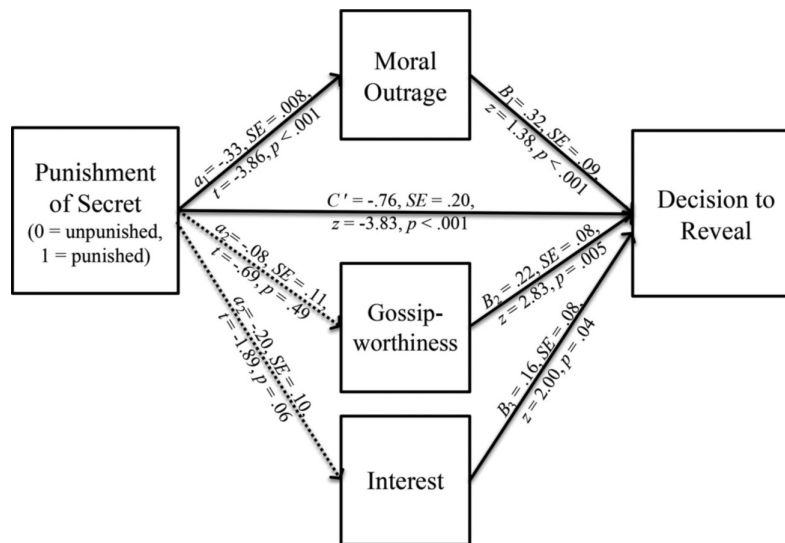 Moral
Outrage
Punishment
of Secret
(0 = unpunished,
1 = punished)
a₁= -.33, SE = .008,
t = -3.86, p < .001
B₁= .32, SE = .09,
z = 1.38, p < .001
C' = -.76, SE = .20,
z = -3.83, p < .001
Decision to
Reveal
a₂= -.08, SE = .11,
t = -.69, p = .49
B₂ = .22, SE = .08,
z = 2.83, p = .005
Gossip-
worthiness
a₂= -.20, SE = .10,
t = -1.89, p = .06
B₃ = .16, SE = .08,
z = 2.00, p = .04
Interest